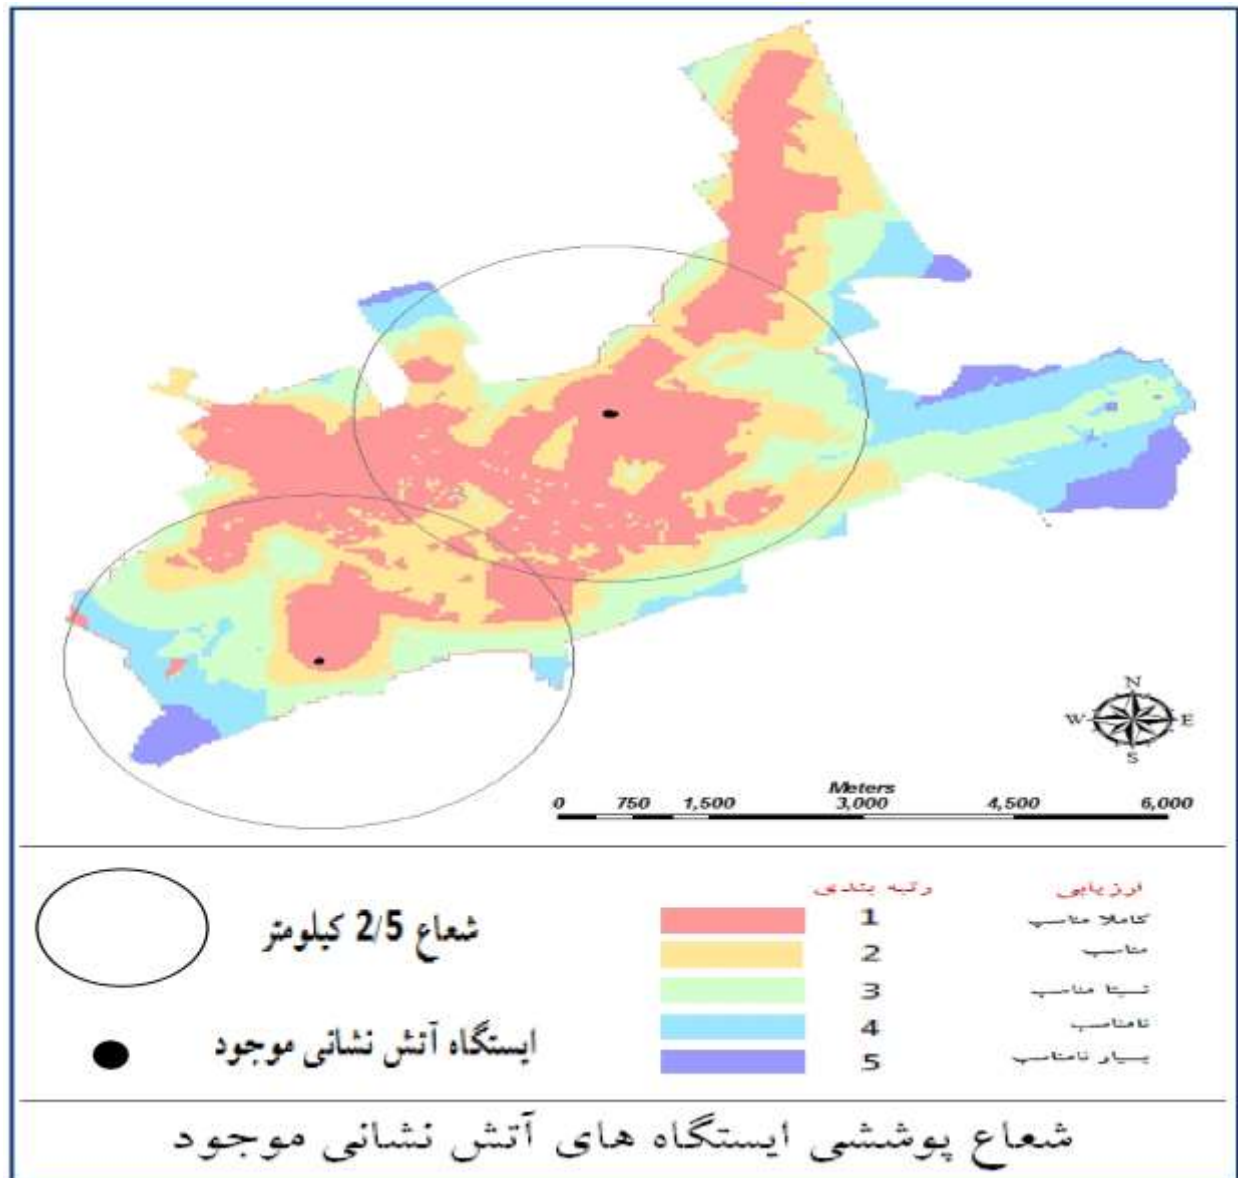 N
W E
S
Meters
0 750 1,500 3,000 4,500 6,000
ارزیابی رتبه بندی
کاملا مناسب 1
مناسب 2
نسبتا مناسب 3
نامناسب 4
بسیار نامناسب 5
شعاع 2/5 کیلومتر
ایستگاه آتش نشانی موجود
شعاع پوششی ایستگاه های آتش نشانی موجود